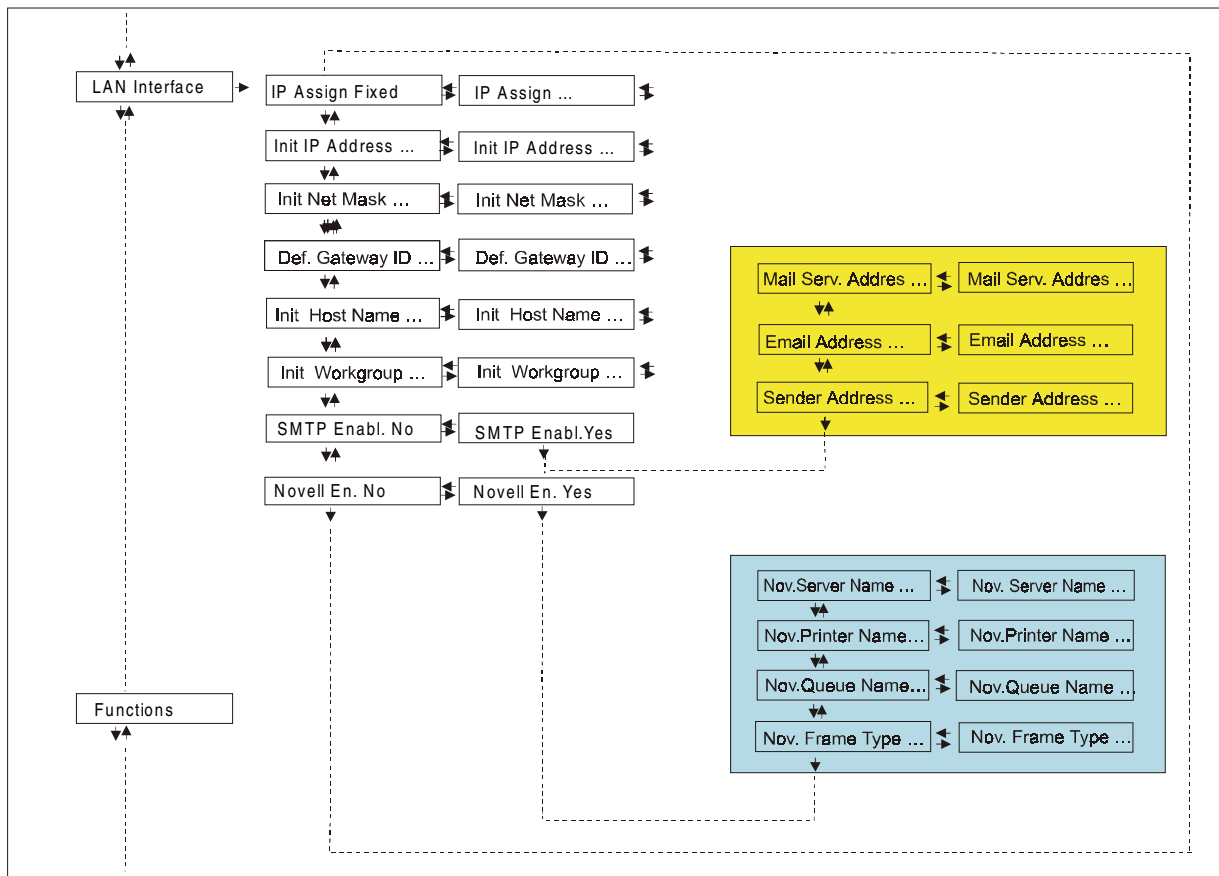 LAN Interface
IP Assign Fixed
IP Assign ...
Init IP Address ...
Init IP Address ...
Init Net Mask ...
Init Net Mask ...
Def. Gateway ID ...
Def. Gateway ID ...
Init Host Name ...
Init Host Name ...
Init Workgroup ...
Init Workgroup ...
SMTP Enabl. No
SMTP Enabl.Yes
Novell En. No
Novell En. Yes
Mail Serv. Addres ...
Mail Serv. Addres ...
Email Address ...
Email Address ...
Sender Address ...
Sender Address ...
Nov.Server Name ...
Nov. Server Name ...
Nov.Printer Name...
Nov.Printer Name ...
Nov.Queue Name...
Nov.Queue Name ...
Nov. Frame Type ...
Nov. Frame Type ...
Functions